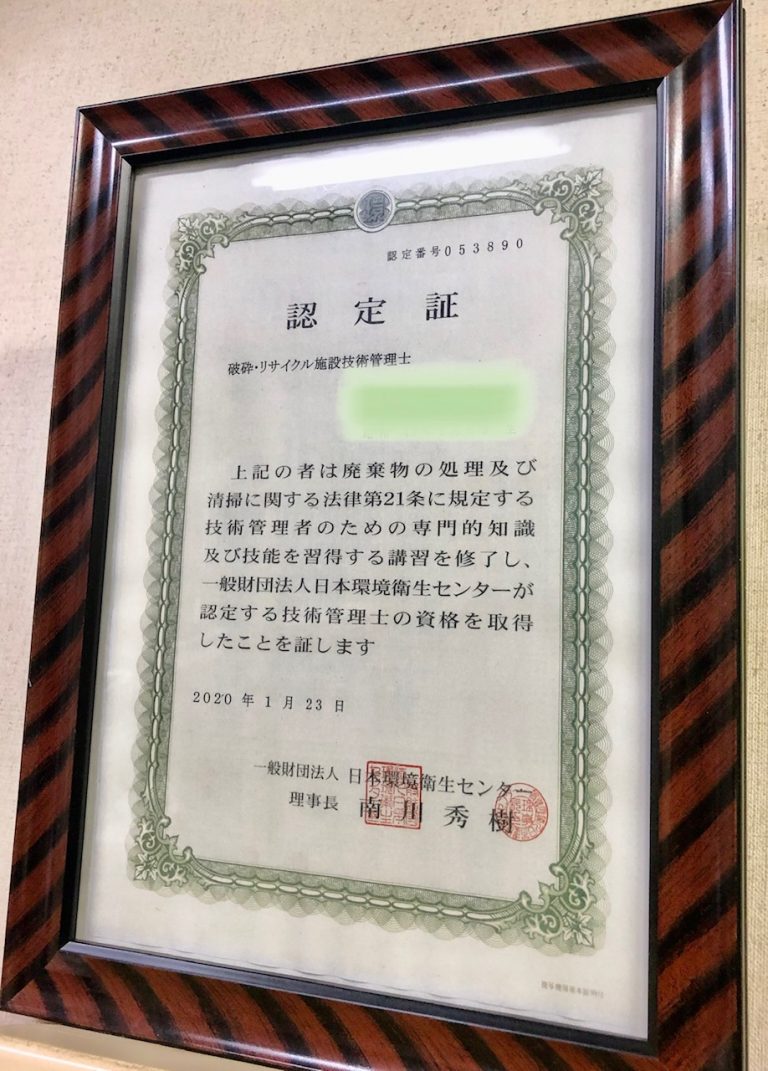 認定番号053890
認定証
破砕・リサイクル施設技術管理士
上記の者は廃棄物の処理及び
清掃に関する法律第21条に規定する
技術管理者のための専門的知識
及び技能を習得する講習を修了し、
一般財団法人日本環境衛生センターが
認定する技術管理士の資格を取得
したことを証します
2020年1月23日
一般財団法人 日本環境衛生センター
理事長 南川秀樹